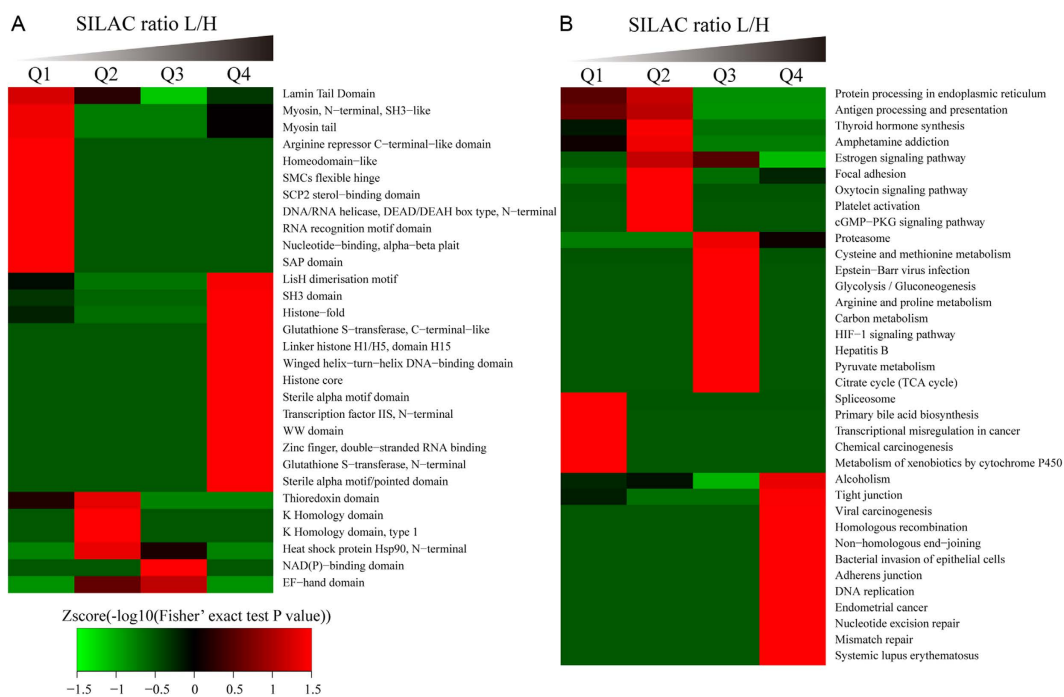 A
SILAC ratio L/H
Q1 Q2 Q3 Q4
Lamin Tail Domain
Myosin, N−terminal, SH3−like
Myosin tail
Arginine repressor C−terminal−like domain
Homeodomain−like
SMCs flexible hinge
SCP2 sterol−binding domain
DNA/RNA helicase, DEAD/DEAH box type, N−terminal
RNA recognition motif domain
Nucleotide−binding, alpha−beta plait
SAP domain
LisH dimerisation motif
SH3 domain
Histone−fold
Glutathione S−transferase, C−terminal−like
Linker histone H1/H5, domain H15
Winged helix−turn−helix DNA−binding domain
Histone core
Sterile alpha motif domain
Transcription factor IIS, N−terminal
WW domain
Zinc finger, double−stranded RNA binding
Glutathione S−transferase, N−terminal
Sterile alpha motif/pointed domain
Thioredoxin domain
K Homology domain
K Homology domain, type 1
Heat shock protein Hsp90, N−terminal
NAD(P)−binding domain
EF−hand domain
Zscore(-log10(Fisher' exact test P value))
−1.5 −1 −0.5 0 0.5 1 1.5
B
SILAC ratio L/H
Q1 Q2 Q3 Q4
Protein processing in endoplasmic reticulum
Antigen processing and presentation
Thyroid hormone synthesis
Amphetamine addiction
Estrogen signaling pathway
Focal adhesion
Oxytocin signaling pathway
Platelet activation
cGMP−PKG signaling pathway
Proteasome
Cysteine and methionine metabolism
Epstein−Barr virus infection
Glycolysis / Gluconeogenesis
Arginine and proline metabolism
Carbon metabolism
HIF−1 signaling pathway
Hepatitis B
Pyruvate metabolism
Citrate cycle (TCA cycle)
Spliceosome
Primary bile acid biosynthesis
Transcriptional misregulation in cancer
Chemical carcinogenesis
Metabolism of xenobiotics by cytochrome P450
Alcoholism
Tight junction
Viral carcinogenesis
Homologous recombination
Non−homologous end−joining
Bacterial invasion of epithelial cells
Adherens junction
DNA replication
Endometrial cancer
Nucleotide excision repair
Mismatch repair
Systemic lupus erythematosus